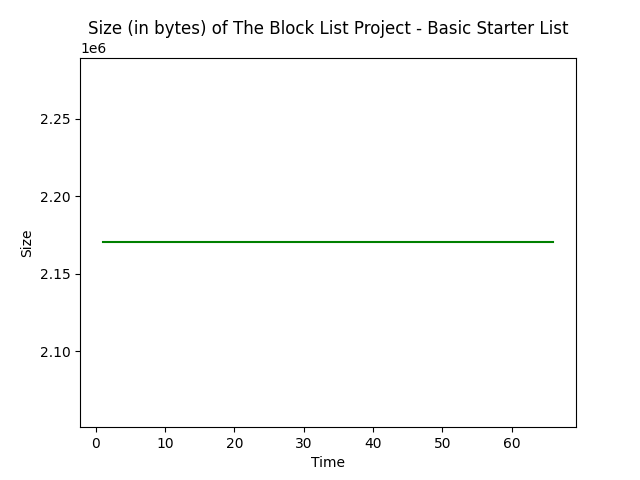 Size (in bytes) of The Block List Project - Basic Starter List
1e6
2.25
2.20
2.15
2.10
Size
0 10 20 30 40 50 60
Time